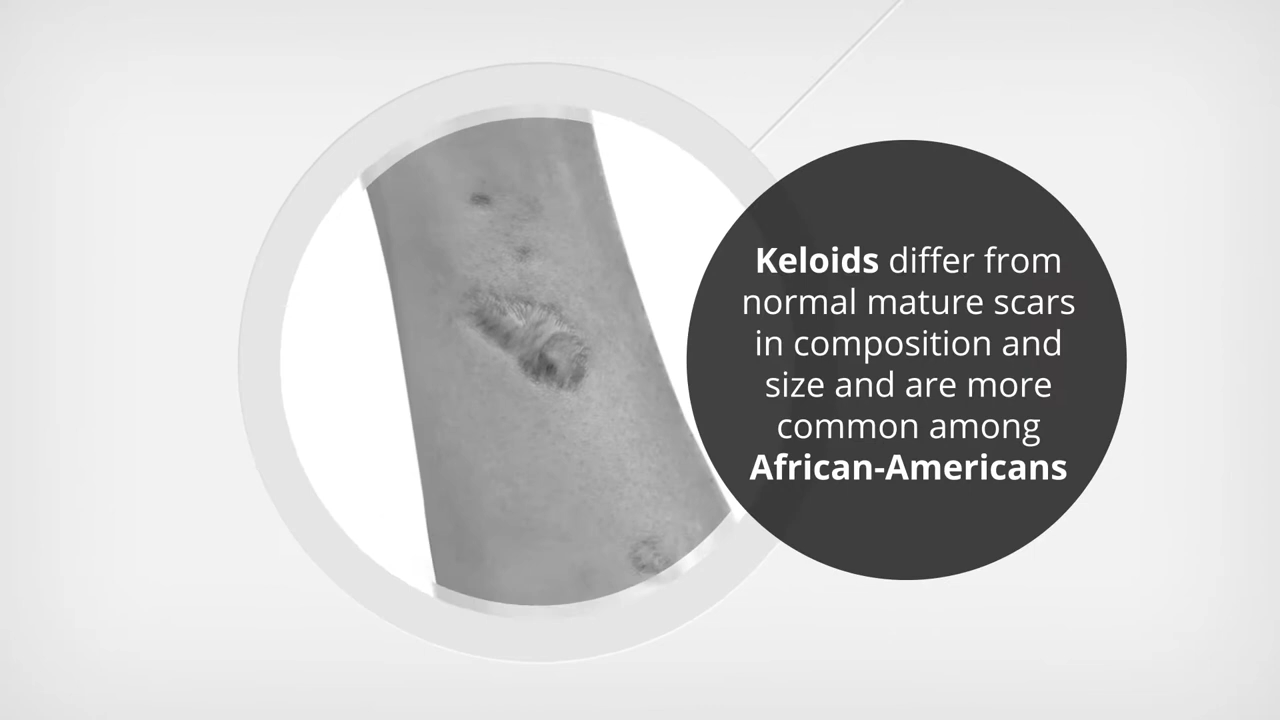 Keloids differ from
normal mature scars
in composition and
size and are more
common among
African-Americans